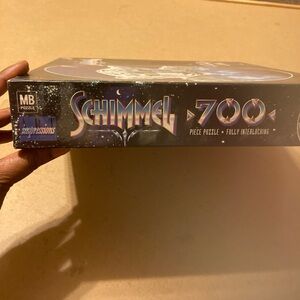 MB
PUZZLE
SCHIMMEL
700
PIECE PUZZLE • FULLY INTERLOCKING